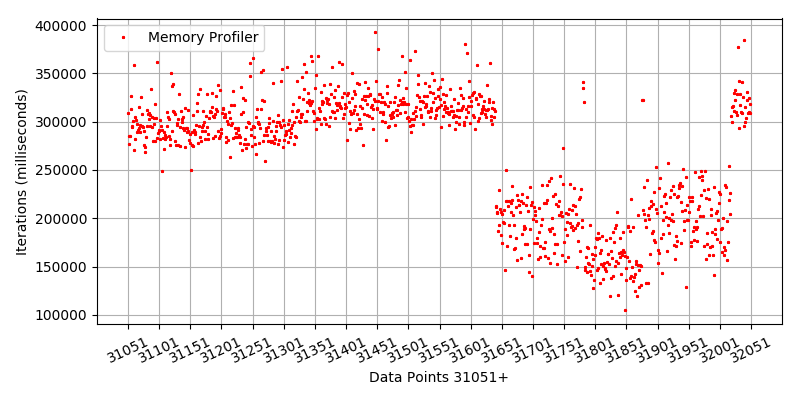 400000
350000
300000
250000
200000
150000
100000
Iterations (milliseconds)
Memory Profiler
31051 31101 31151 31201 31251 31301 31351 31401 31451 31501 31551 31601 31651 31701 31751 31801 31851 31901 31951 32001 32051
Data Points 31051+